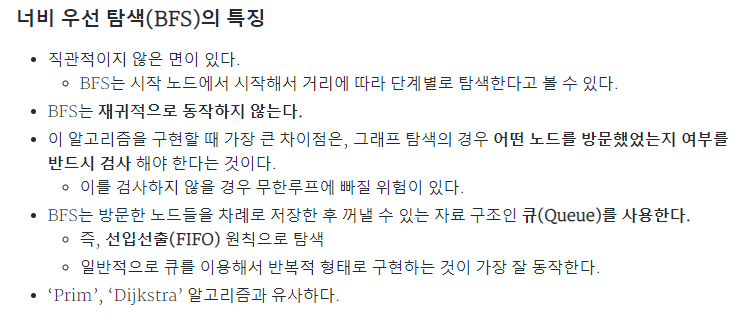 너비 우선 탐색(BFS)의 특징
직관적이지 않은 면이 있다.
BFS는 시작 노드에서 시작해서 거리에 따라 단계별로 탐색한다고 볼 수 있다.
BFS는 재귀적으로 동작하지 않는다.
이 알고리즘을 구현할 때 가장 큰 차이점은, 그래프 탐색의 경우 어떤 노드를 방문했었는지 여부를
반드시 검사 해야 한다는 것이다.
이를 검사하지 않을 경우 무한루프에 빠질 위험이 있다.
BFS는 방문한 노드들을 차례로 저장한 후 꺼낼 수 있는 자료 구조인 큐(Queue)를 사용한다.
즉, 선입선출(FIFO) 원칙으로 탐색
일반적으로 큐를 이용해서 반복적 형태로 구현하는 것이 가장 잘 동작한다.
‘Prim’, ‘Dijkstra’ 알고리즘과 유사하다.